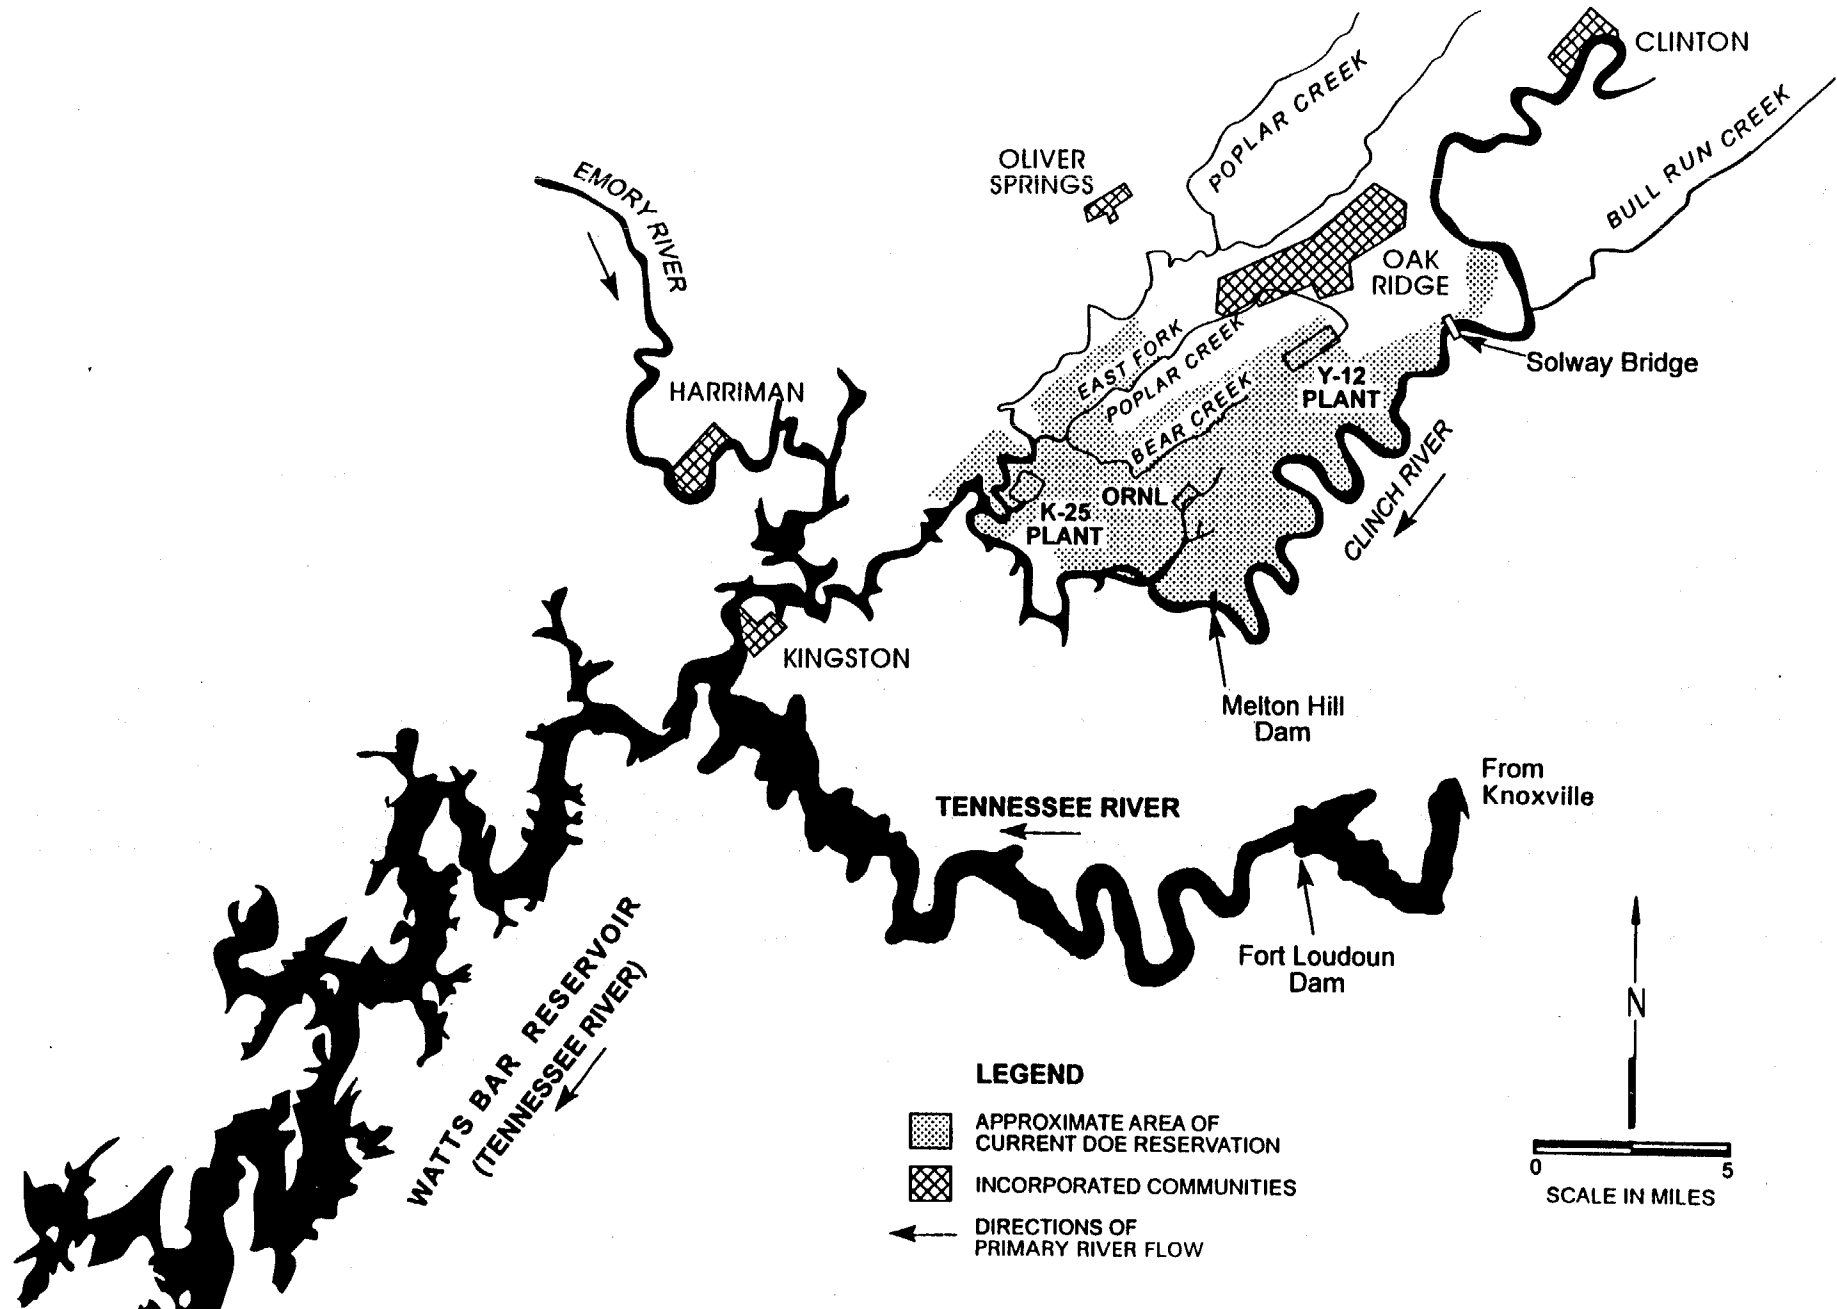 CLINTON
POPLAR CREEK
BULL RUN CREEK
OLIVER
SPRINGS
EMORY RIVER
OAK
RIDGE
EAST FORK
POPLAR CREEK
BEAR CREEK
Y-12
PLANT
Solway Bridge
HARRIMAN
CLINCH RIVER
ORNL
K-25
PLANT
KINGSTON
Melton Hill
Dam
From
Knoxville
TENNESSEE RIVER
Fort Loudoun
Dam
WATTS BAR RESERVOIR
(TENNESSEE RIVER)
N
LEGEND
APPROXIMATE AREA OF
CURRENT DOE RESERVATION
INCORPORATED COMMUNITIES
DIRECTIONS OF
PRIMARY RIVER FLOW
0 5
SCALE IN MILES